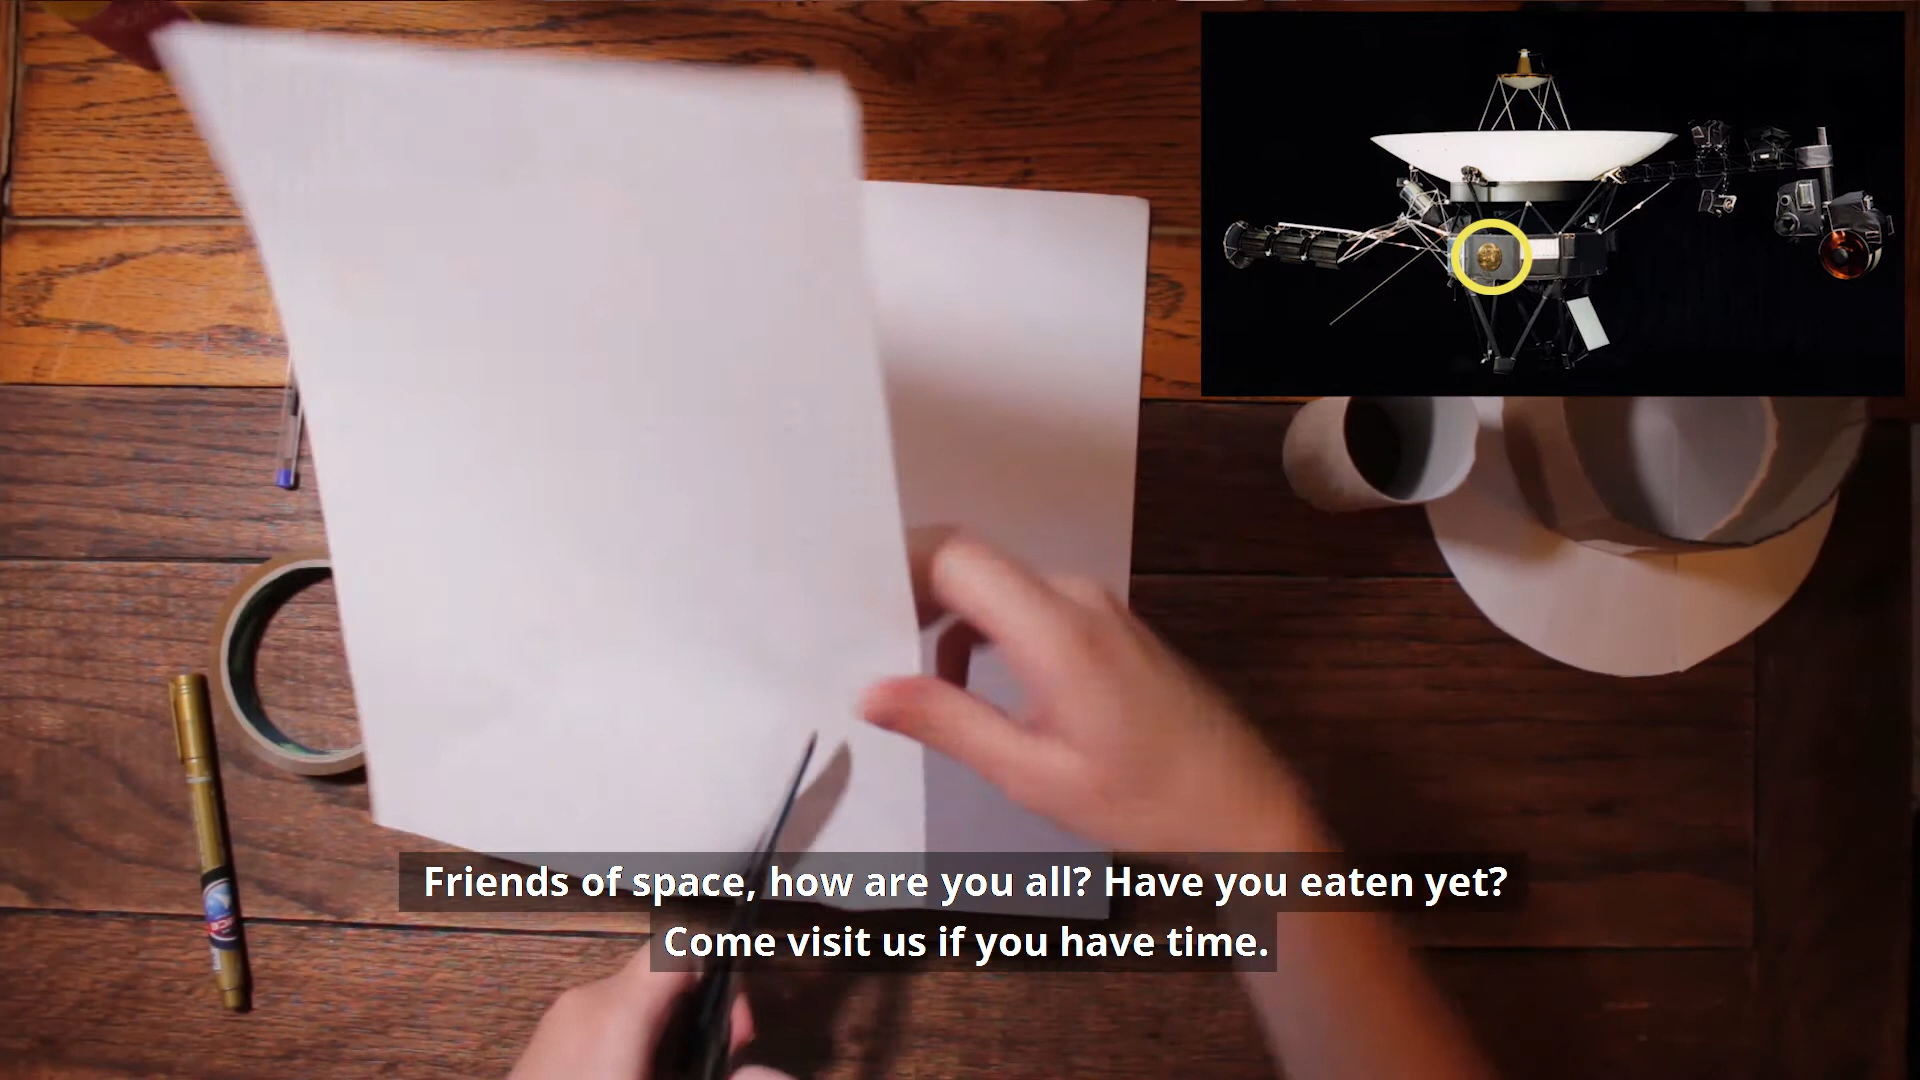 Friends of space, how are you all? Have you eaten yet?
Come visit us if you have time.